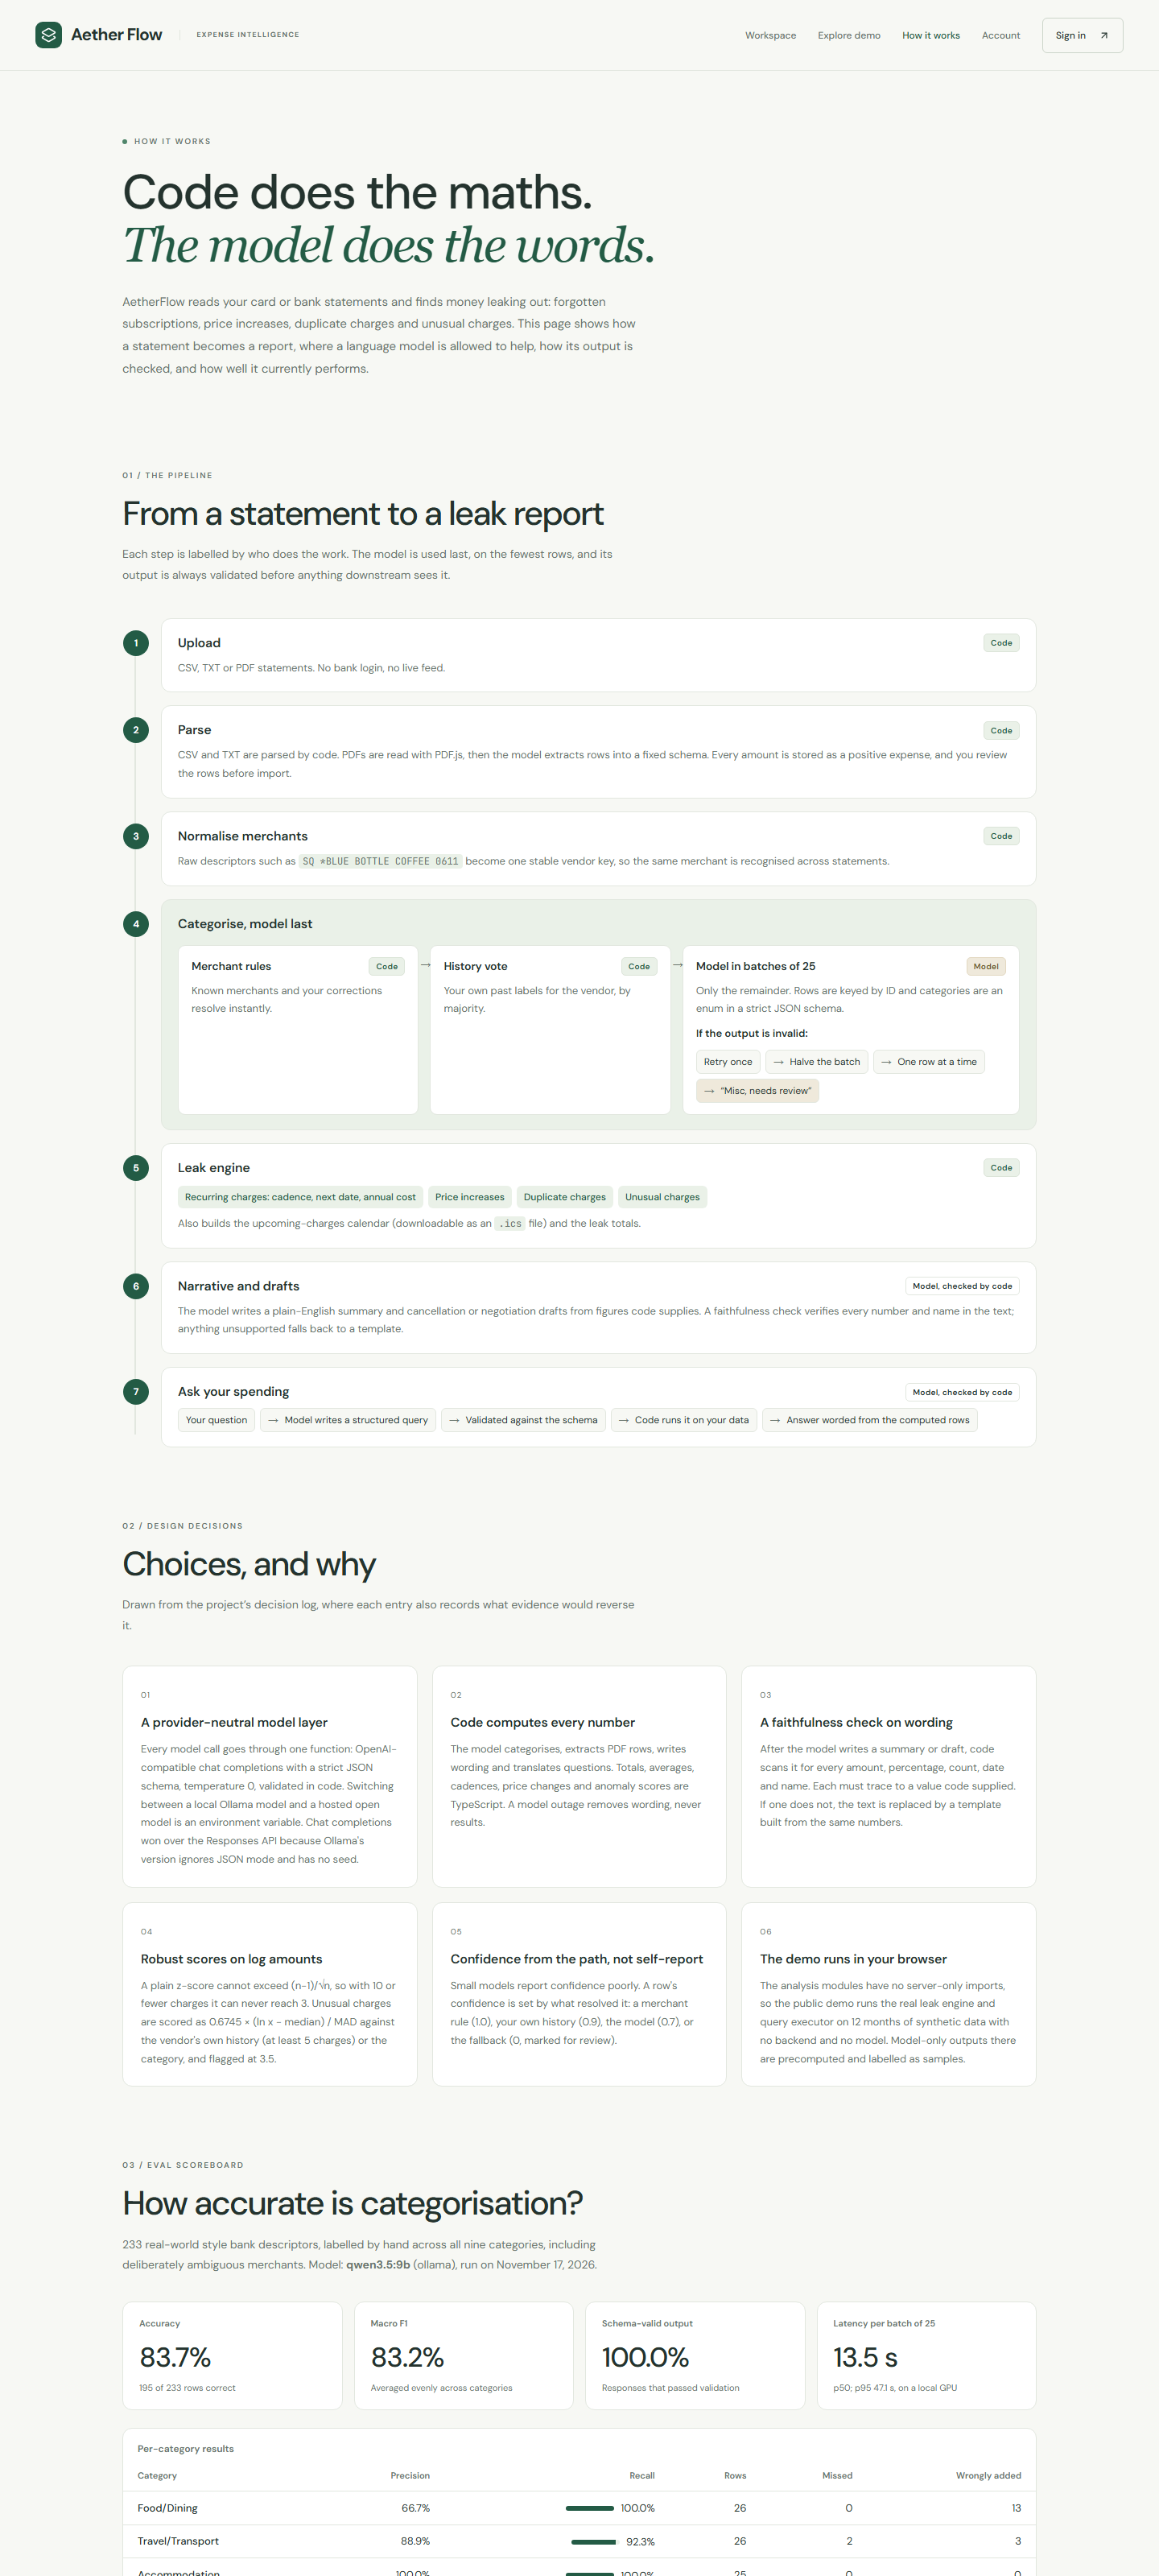 Aether Flow
EXPENSE INTELLIGENCE
Workspace
Explore demo
How it works
Account
Sign in
HOW IT WORKS
Code does the maths.
The model does the words.
AetherFlow reads your card or bank statements and finds money leaking out: forgotten
subscriptions, price increases, duplicate charges and unusual charges. This page shows how
a statement becomes a report, where a language model is allowed to help, how its output is
checked, and how well it currently performs.
01 / THE PIPELINE
From a statement to a leak report
Each step is labelled by who does the work. The model is used last, on the fewest rows, and its
output is always validated before anything downstream sees it.
1
Upload
Code
CSV, TXT or PDF statements. No bank login, no live feed.
2
Parse
Code
CSV and TXT are parsed by code. PDFs are read with PDF.js, then the model extracts rows into a fixed schema. Every amount is stored as a positive expense, and you review
the rows before import.
3
Normalise merchants
Code
Raw descriptors such as SQ *BLUE BOTTLE COFFEE 0611 become one stable vendor key, so the same merchant is recognised across statements.
4
Categorise, model last
Merchant rules
Code
Known merchants and your corrections
resolve instantly.
→
History vote
Code
Your own past labels for the vendor, by
majority.
→
Model in batches of 25
Model
Only the remainder. Rows are keyed by ID and categories are an
enum in a strict JSON schema.
If the output is invalid:
Retry once
→ Halve the batch
→ One row at a time
→ “Misc, needs review”
5
Leak engine
Code
Recurring charges: cadence, next date, annual cost
Price increases
Duplicate charges
Unusual charges
Also builds the upcoming-charges calendar (downloadable as an .ics file) and the leak totals.
6
Narrative and drafts
Model, checked by code
The model writes a plain-English summary and cancellation or negotiation drafts from figures code supplies. A faithfulness check verifies every number and name in the text;
anything unsupported falls back to a template.
7
Ask your spending
Model, checked by code
Your question
→ Model writes a structured query
→ Validated against the schema
→ Code runs it on your data
→ Answer worded from the computed rows
02 / DESIGN DECISIONS
Choices, and why
Drawn from the project’s decision log, where each entry also records what evidence would reverse
it.
01
A provider-neutral model layer
Every model call goes through one function: OpenAI-
compatible chat completions with a strict JSON
schema, temperature 0, validated in code. Switching
between a local Ollama model and a hosted open
model is an environment variable. Chat completions
won over the Responses API because Ollama's
version ignores JSON mode and has no seed.
02
Code computes every number
The model categorises, extracts PDF rows, writes
wording and translates questions. Totals, averages,
cadences, price changes and anomaly scores are
TypeScript. A model outage removes wording, never
results.
03
A faithfulness check on wording
After the model writes a summary or draft, code
scans it for every amount, percentage, count, date
and name. Each must trace to a value code supplied.
If one does not, the text is replaced by a template
built from the same numbers.
04
Robust scores on log amounts
A plain z-score cannot exceed (n-1)/√n, so with 10 or
fewer charges it can never reach 3. Unusual charges
are scored as 0.6745 × (ln x − median) / MAD against
the vendor's own history (at least 5 charges) or the
category, and flagged at 3.5.
05
Confidence from the path, not self-report
Small models report confidence poorly. A row's
confidence is set by what resolved it: a merchant
rule (1.0), your own history (0.9), the model (0.7), or
the fallback (0, marked for review).
06
The demo runs in your browser
The analysis modules have no server-only imports,
so the public demo runs the real leak engine and
query executor on 12 months of synthetic data with
no backend and no model. Model-only outputs there
are precomputed and labelled as samples.
03 / EVAL SCOREBOARD
How accurate is categorisation?
233 real-world style bank descriptors, labelled by hand across all nine categories, including
deliberately ambiguous merchants. Model: qwen3.5:9b (ollama), run on November 17, 2026.
Accuracy
83.7%
195 of 233 rows correct
Macro F1
83.2%
Averaged evenly across categories
Schema-valid output
100.0%
Responses that passed validation
Latency per batch of 25
13.5 s
p50; p95 47.1 s, on a local GPU
Per-category results
Category Precision Recall Rows Missed Wrongly added
Food/Dining 66.7% 100.0% 26 0 13
Travel/Transport 88.9% 92.3% 26 2 3
Accommodation 100.0% 100.0% 25 0 0